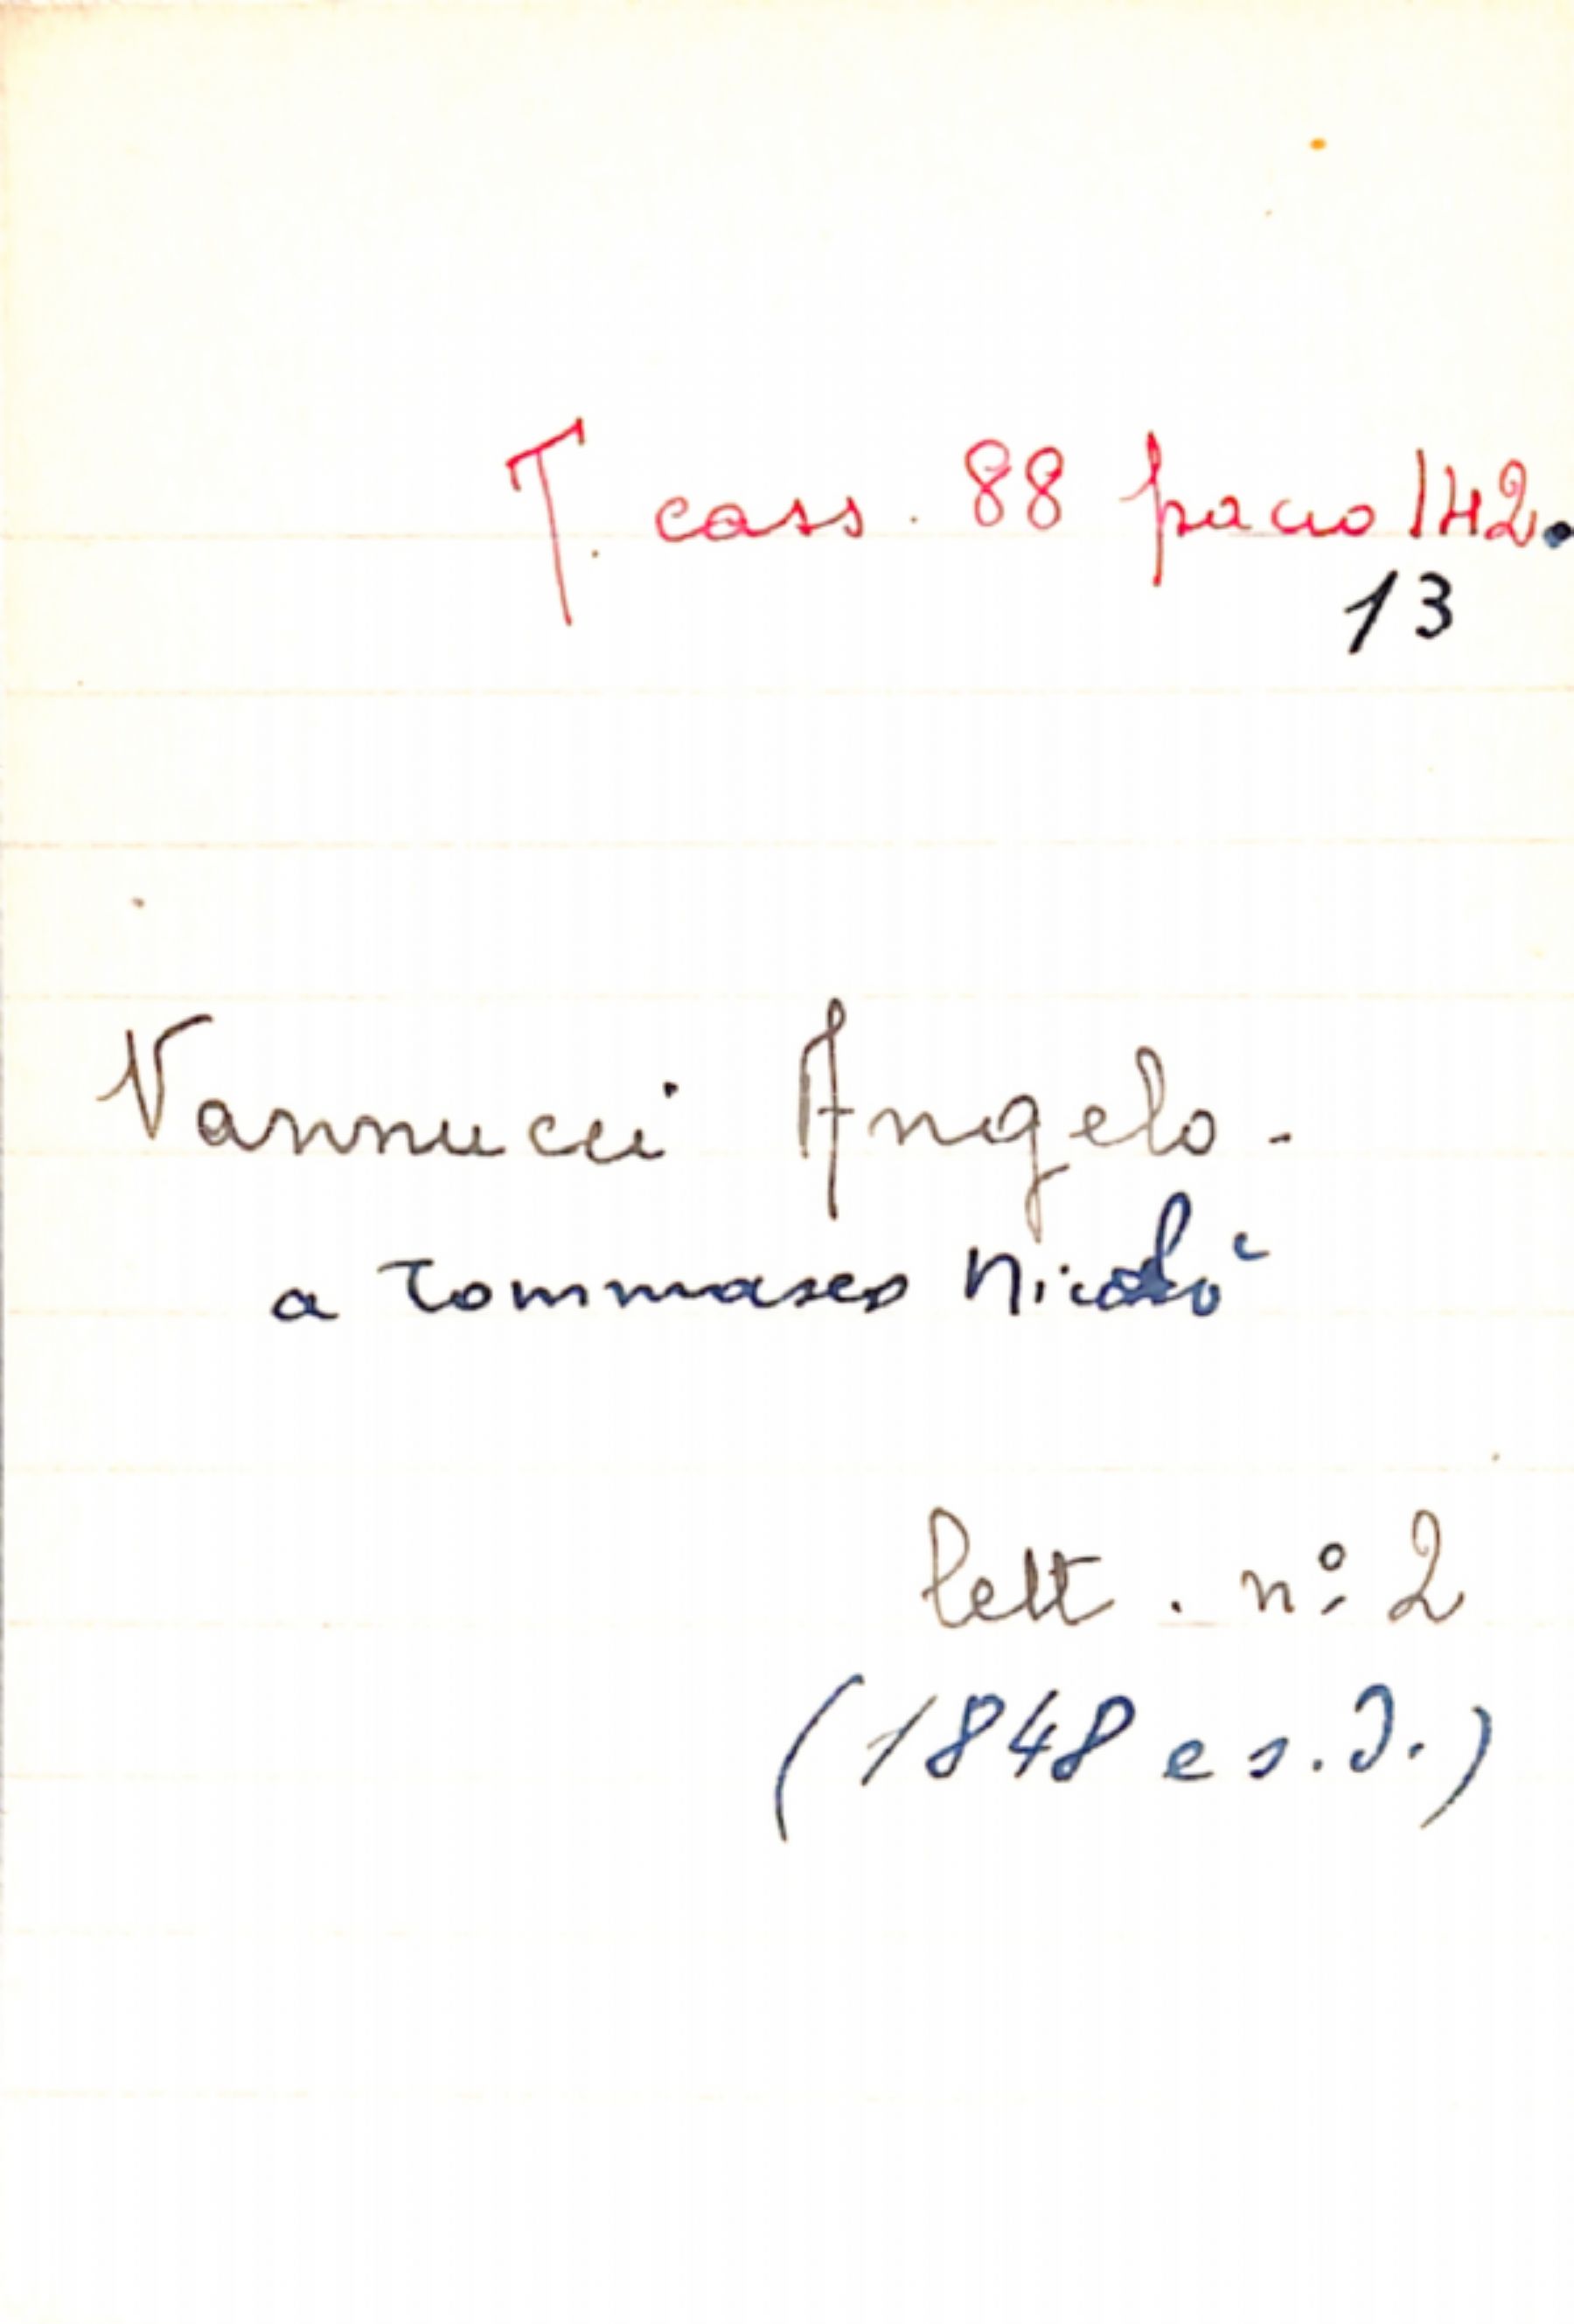 T. cass. 88 pacco 142.
13
Vannucci Angelo.
a Tommaseo Nicolò
lett. n° 2
(1848 e s.d.)